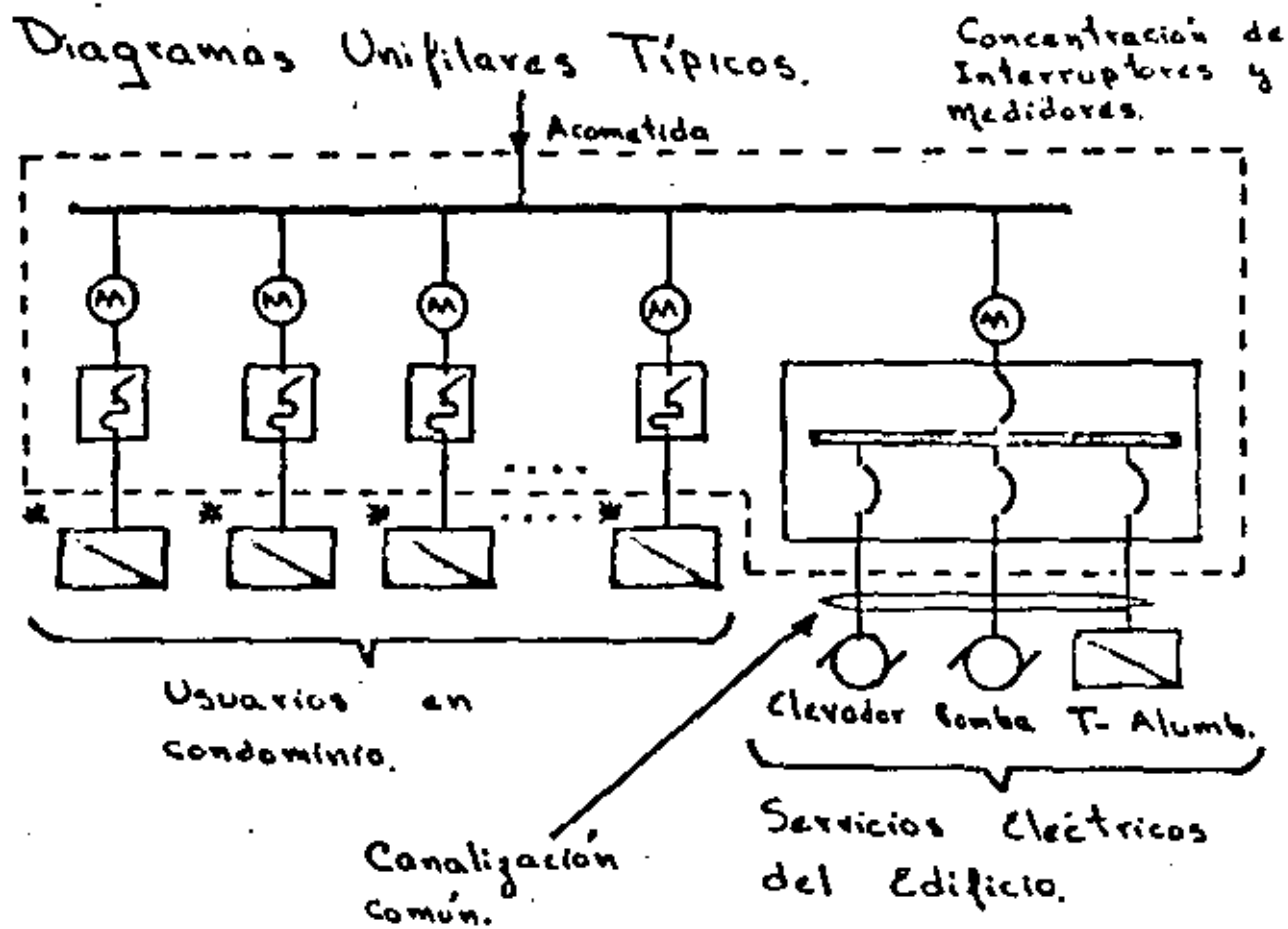 Diagramas Unifilares Típicos.
Concentración de
Interruptores y
Medidores.
Acometida
M M M M M
* * * *
Usuarios en
condominio.
Elevador Bomba T- Alumb.
Servicios Eléctricos
del Edificio.
Canalización
común.